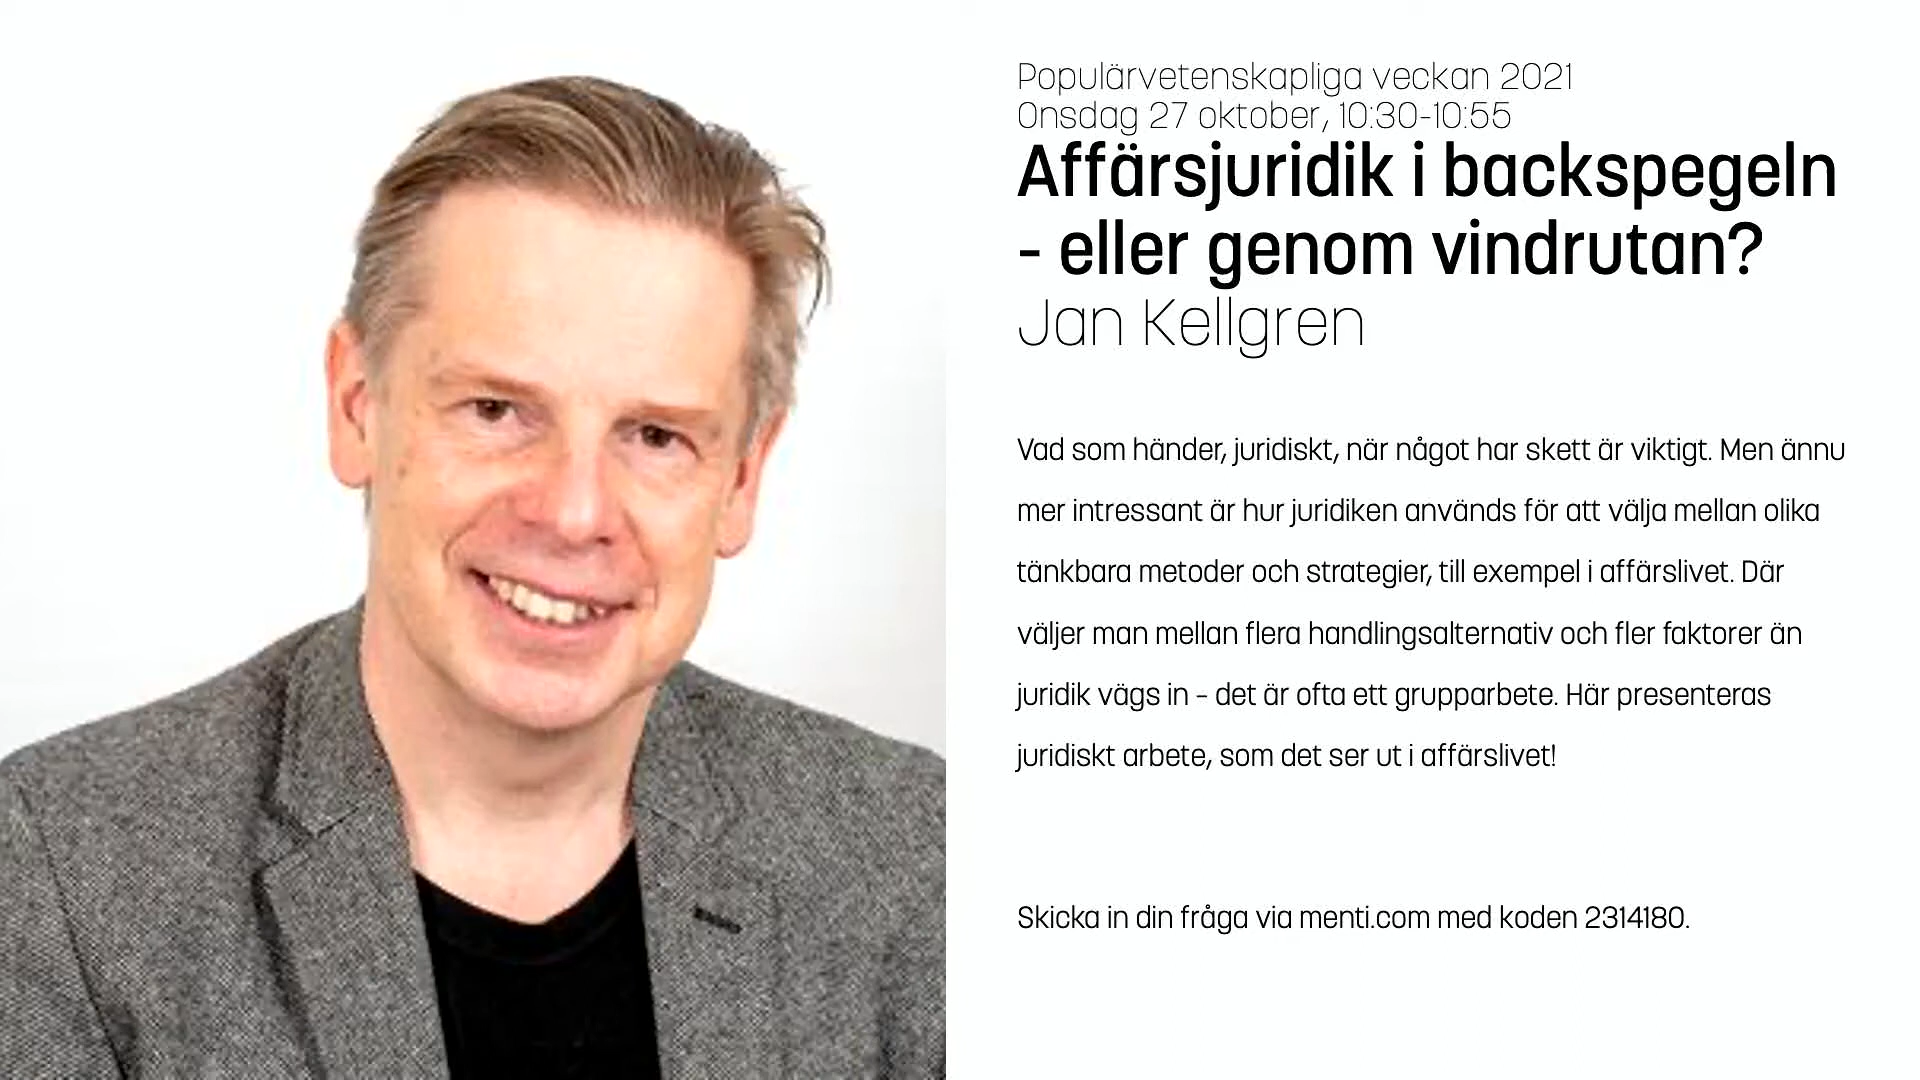 Populärvetenskapliga veckan 2021
Onsdag 27 oktober, 10:30-10:55
Affärsjuridik i backspegeln
- eller genom vindrutan?
Jan Kellgren
Vad som händer, juridiskt, när något har skett är viktigt. Men ännu
mer intressant är hur juridiken används för att välja mellan olika
tänkbara metoder och strategier, till exempel i affärslivet. Där
väljer man mellan flera handlingsalternativ och fler faktorer än
juridik vägs in – det är ofta ett grupparbete. Här presenteras
juridiskt arbete, som det ser ut i affärslivet!
Skicka in din fråga via menti.com med koden 2314180.